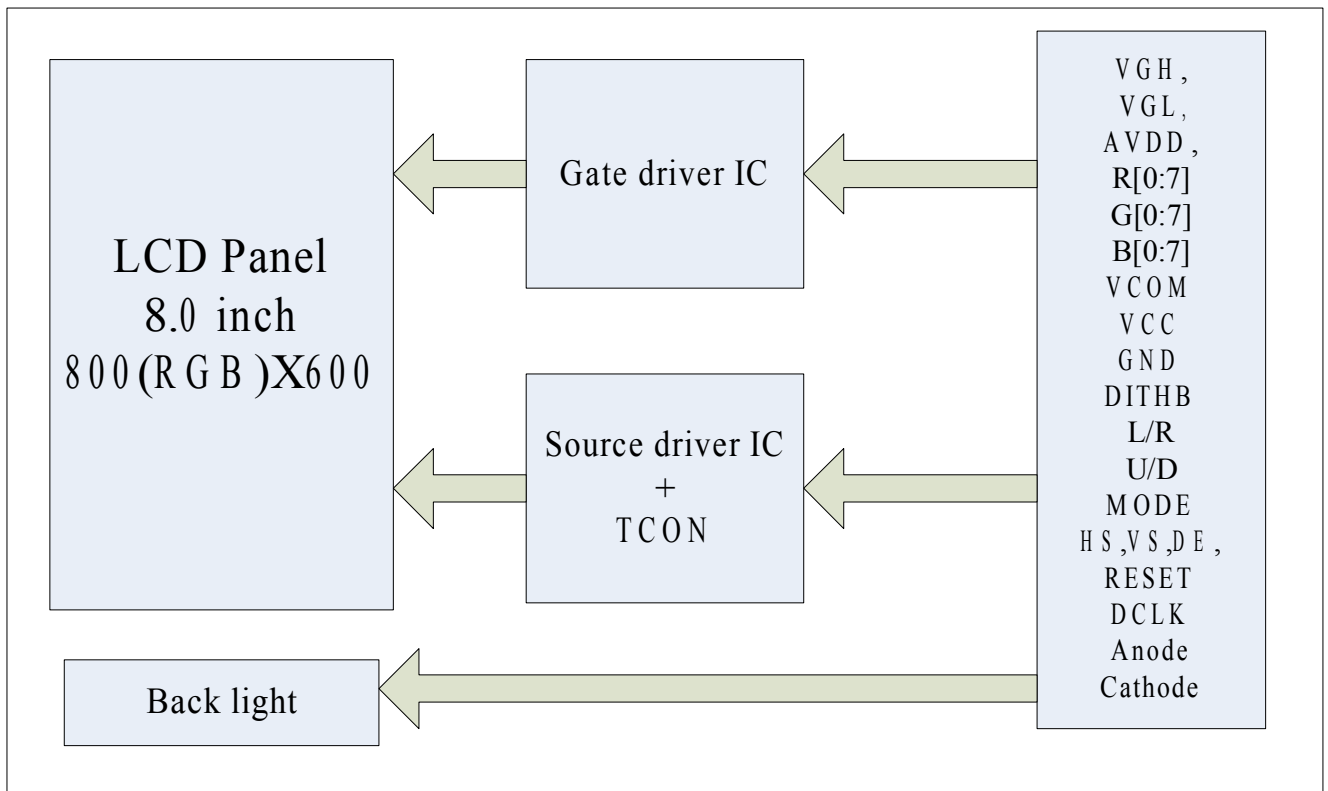 LCD Panel
8.0 inch
800(RGB)X600
Gate driver IC
Source driver IC
+
TCON
Back light
VGH,
VGL,
AVDD,
R[0:7]
G[0:7]
B[0:7]
VCOM
VCC
GND
DITHB
L/R
U/D
MODE
HS,VS,DE,
RESET
DCLK
Anode
Cathode